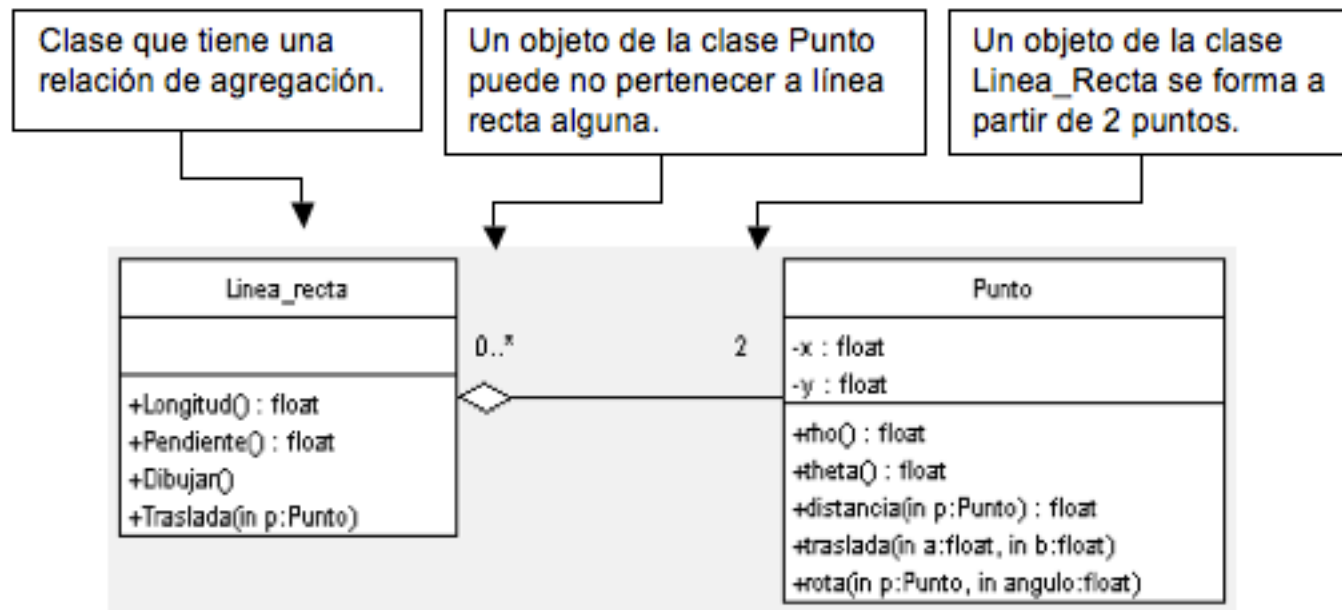 Clase que tiene una
relación de agregación.
Un objeto de la clase Punto
puede no pertenecer a línea
recta alguna.
Un objeto de la clase
Linea_Recta se forma a
partir de 2 puntos.
Linea_recta
+Longitud() : float
+Pendiente() : float
+Dibujar()
+Traslada(in p:Punto)
0..*
2
Punto
-x : float
-y : float
+rho() : float
+theta() : float
+distancia(in p:Punto) : float
+traslada(in a:float, in b:float)
+rota(in p:Punto, in angulo:float)